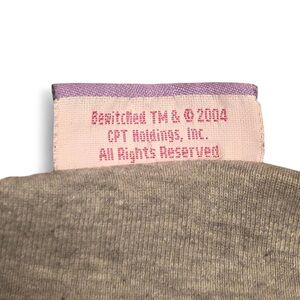 Bewitched TM & © 2004
CPT Holdings, Inc.
All Rights Reserved